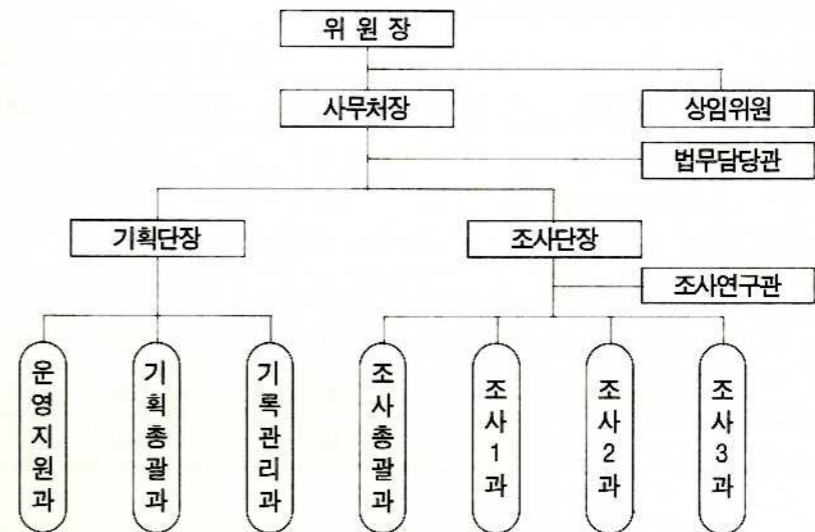 위 원 장
사무처장
상임위원
법무담당관
기획단장
조사단장
조사연구관
운영지원과
기획총괄과
기록관리과
조사총괄과
조사1과
조사2과
조사3과